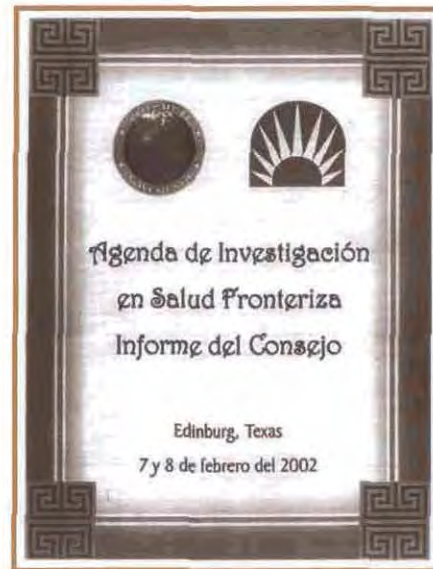 Agenda de Investigación
en Salud Fronteriza
Informe del Consejo
Edinburg, Texas
7 y 8 de febrero del 2002